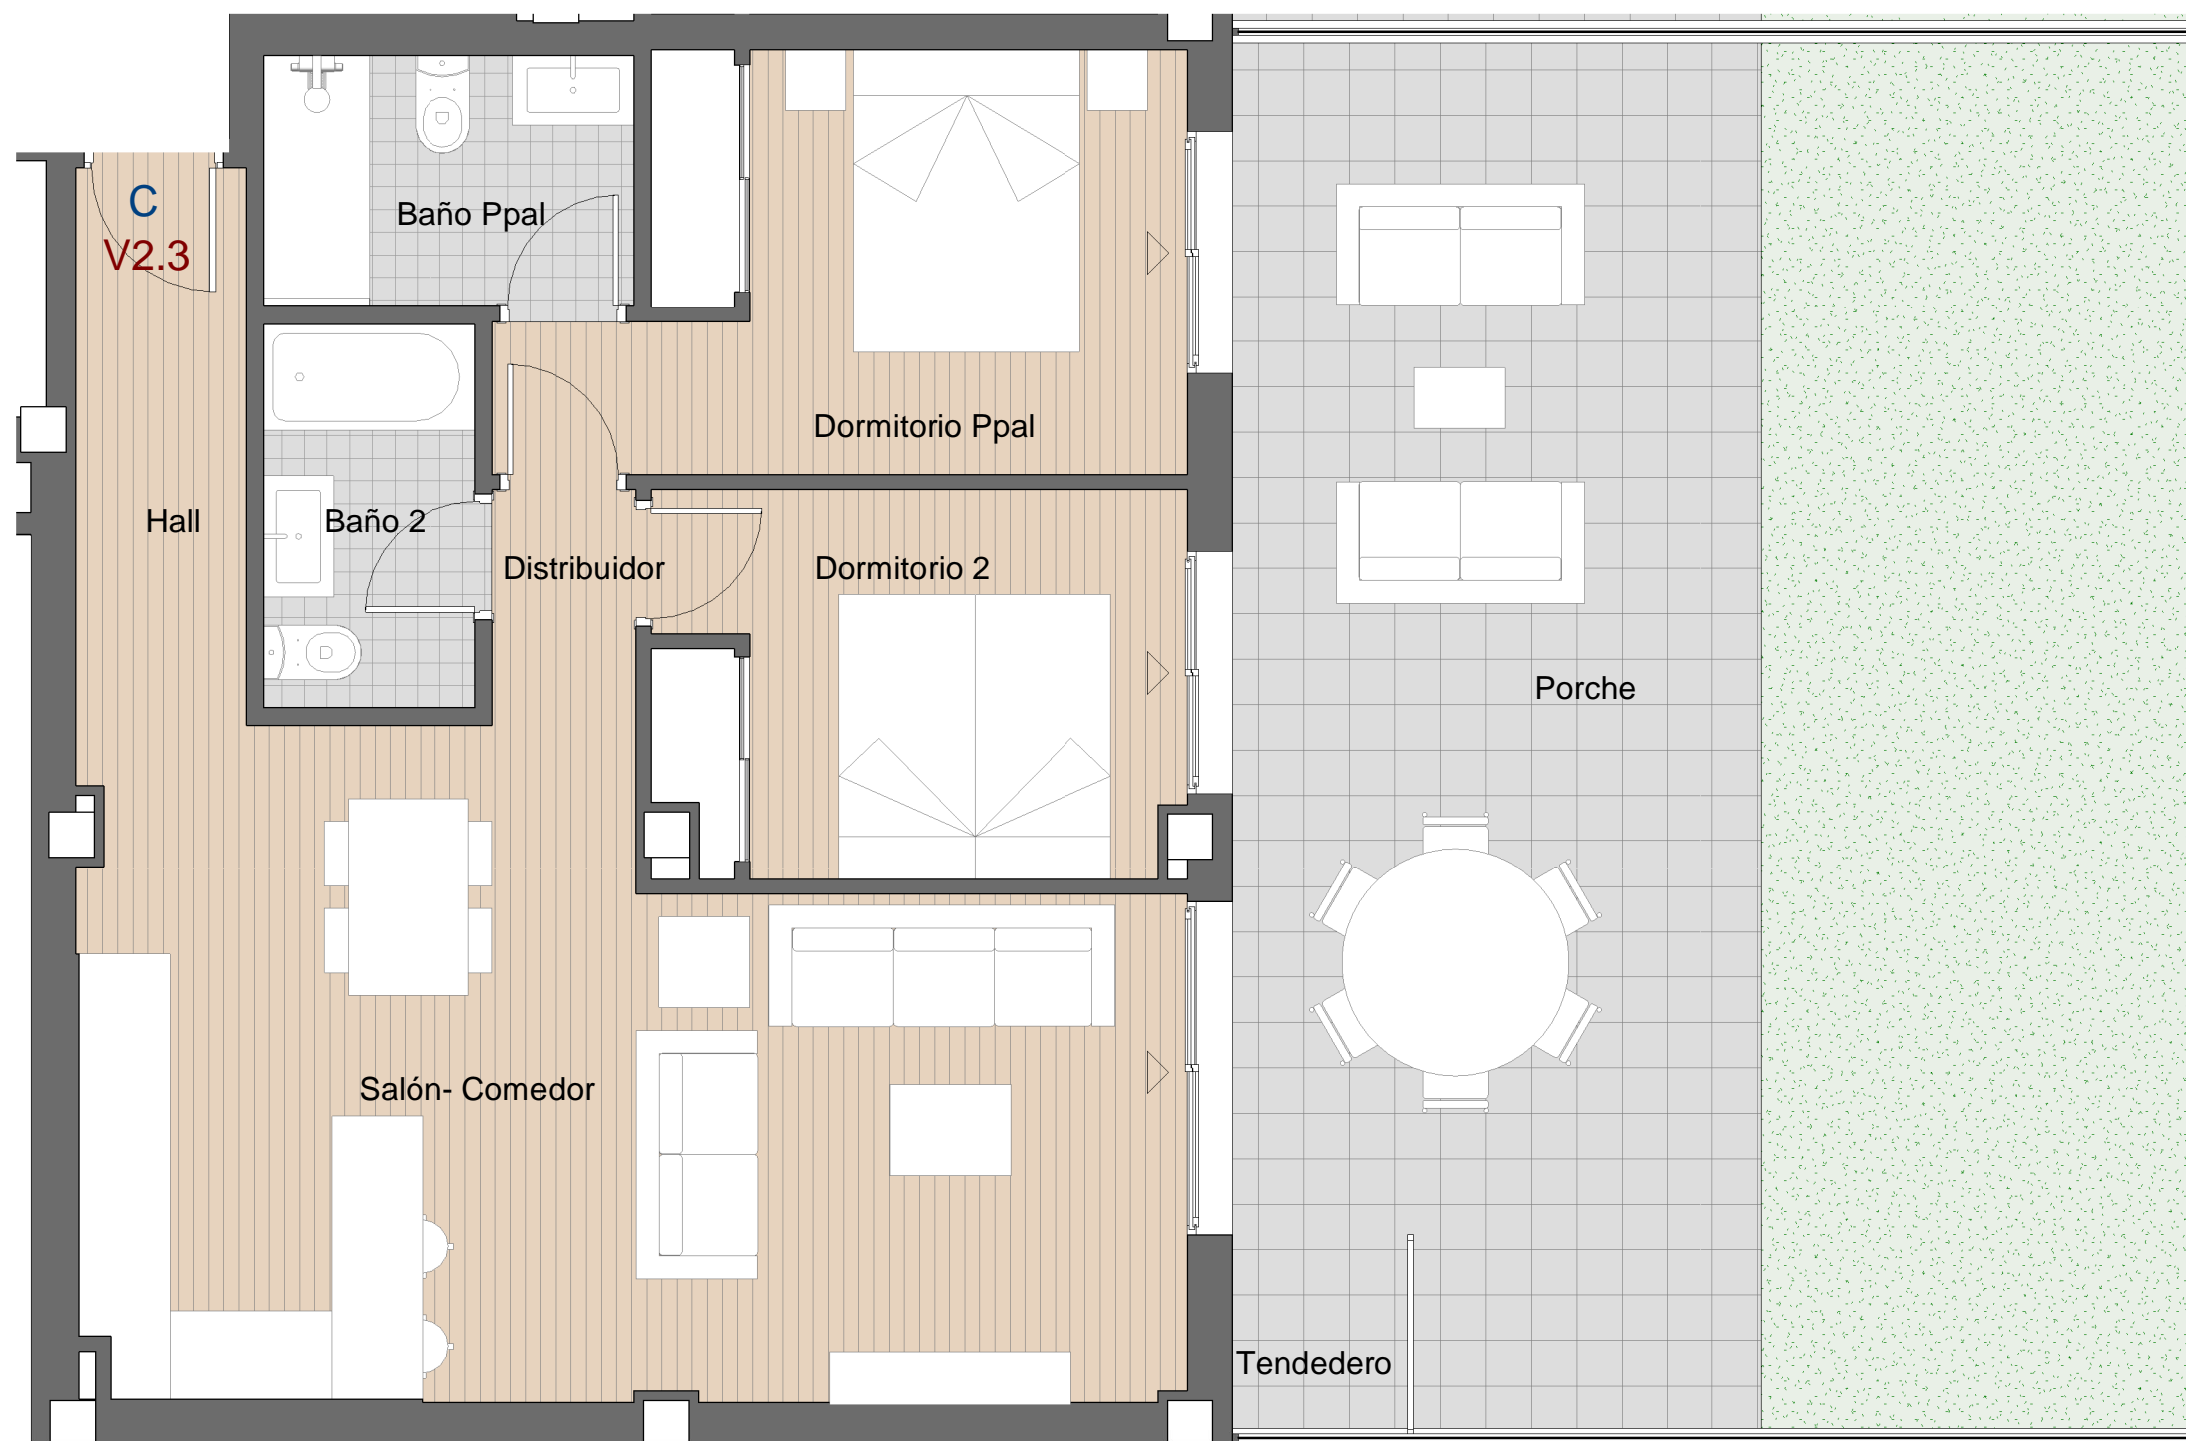 C
V2.3
Baño Ppal
Dormitorio Ppal
Hall
Baño 2
Distribuidor
Dormitorio 2
Porche
Salón- Comedor
Tendedero